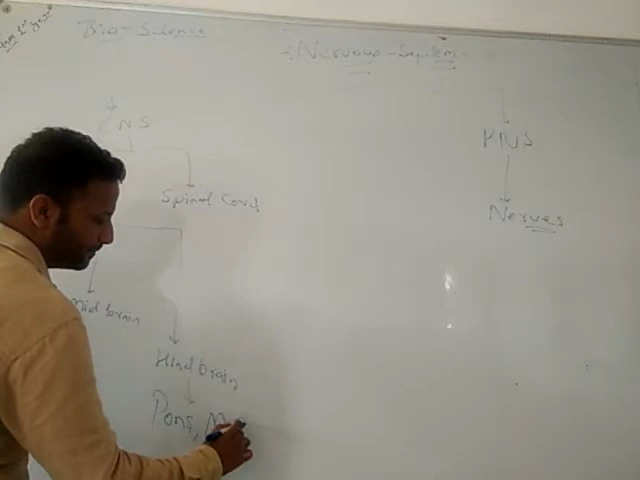 Bio-Science
:Nervous-System-
CNS
PNS
Spinal Cord
Nerves
Mid brain
Hind brain
Pons, M